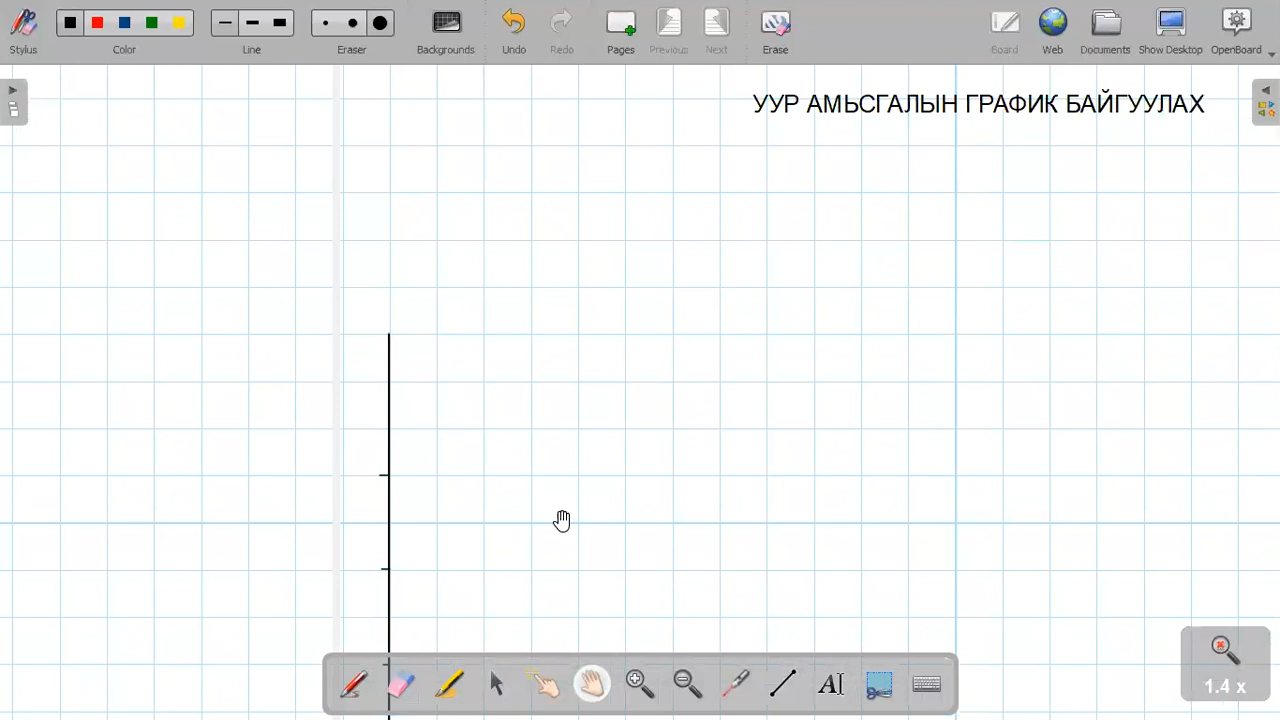 Stylus
Color
Line
Eraser
Backgrounds
Undo
Redo
Pages
Previous
Next
Erase
Board
Web
Documents
Show Desktop
OpenBoard
УУР АМЬСГАЛЫН ГРАФИК БАЙГУУЛАХ
AI
1.4 x